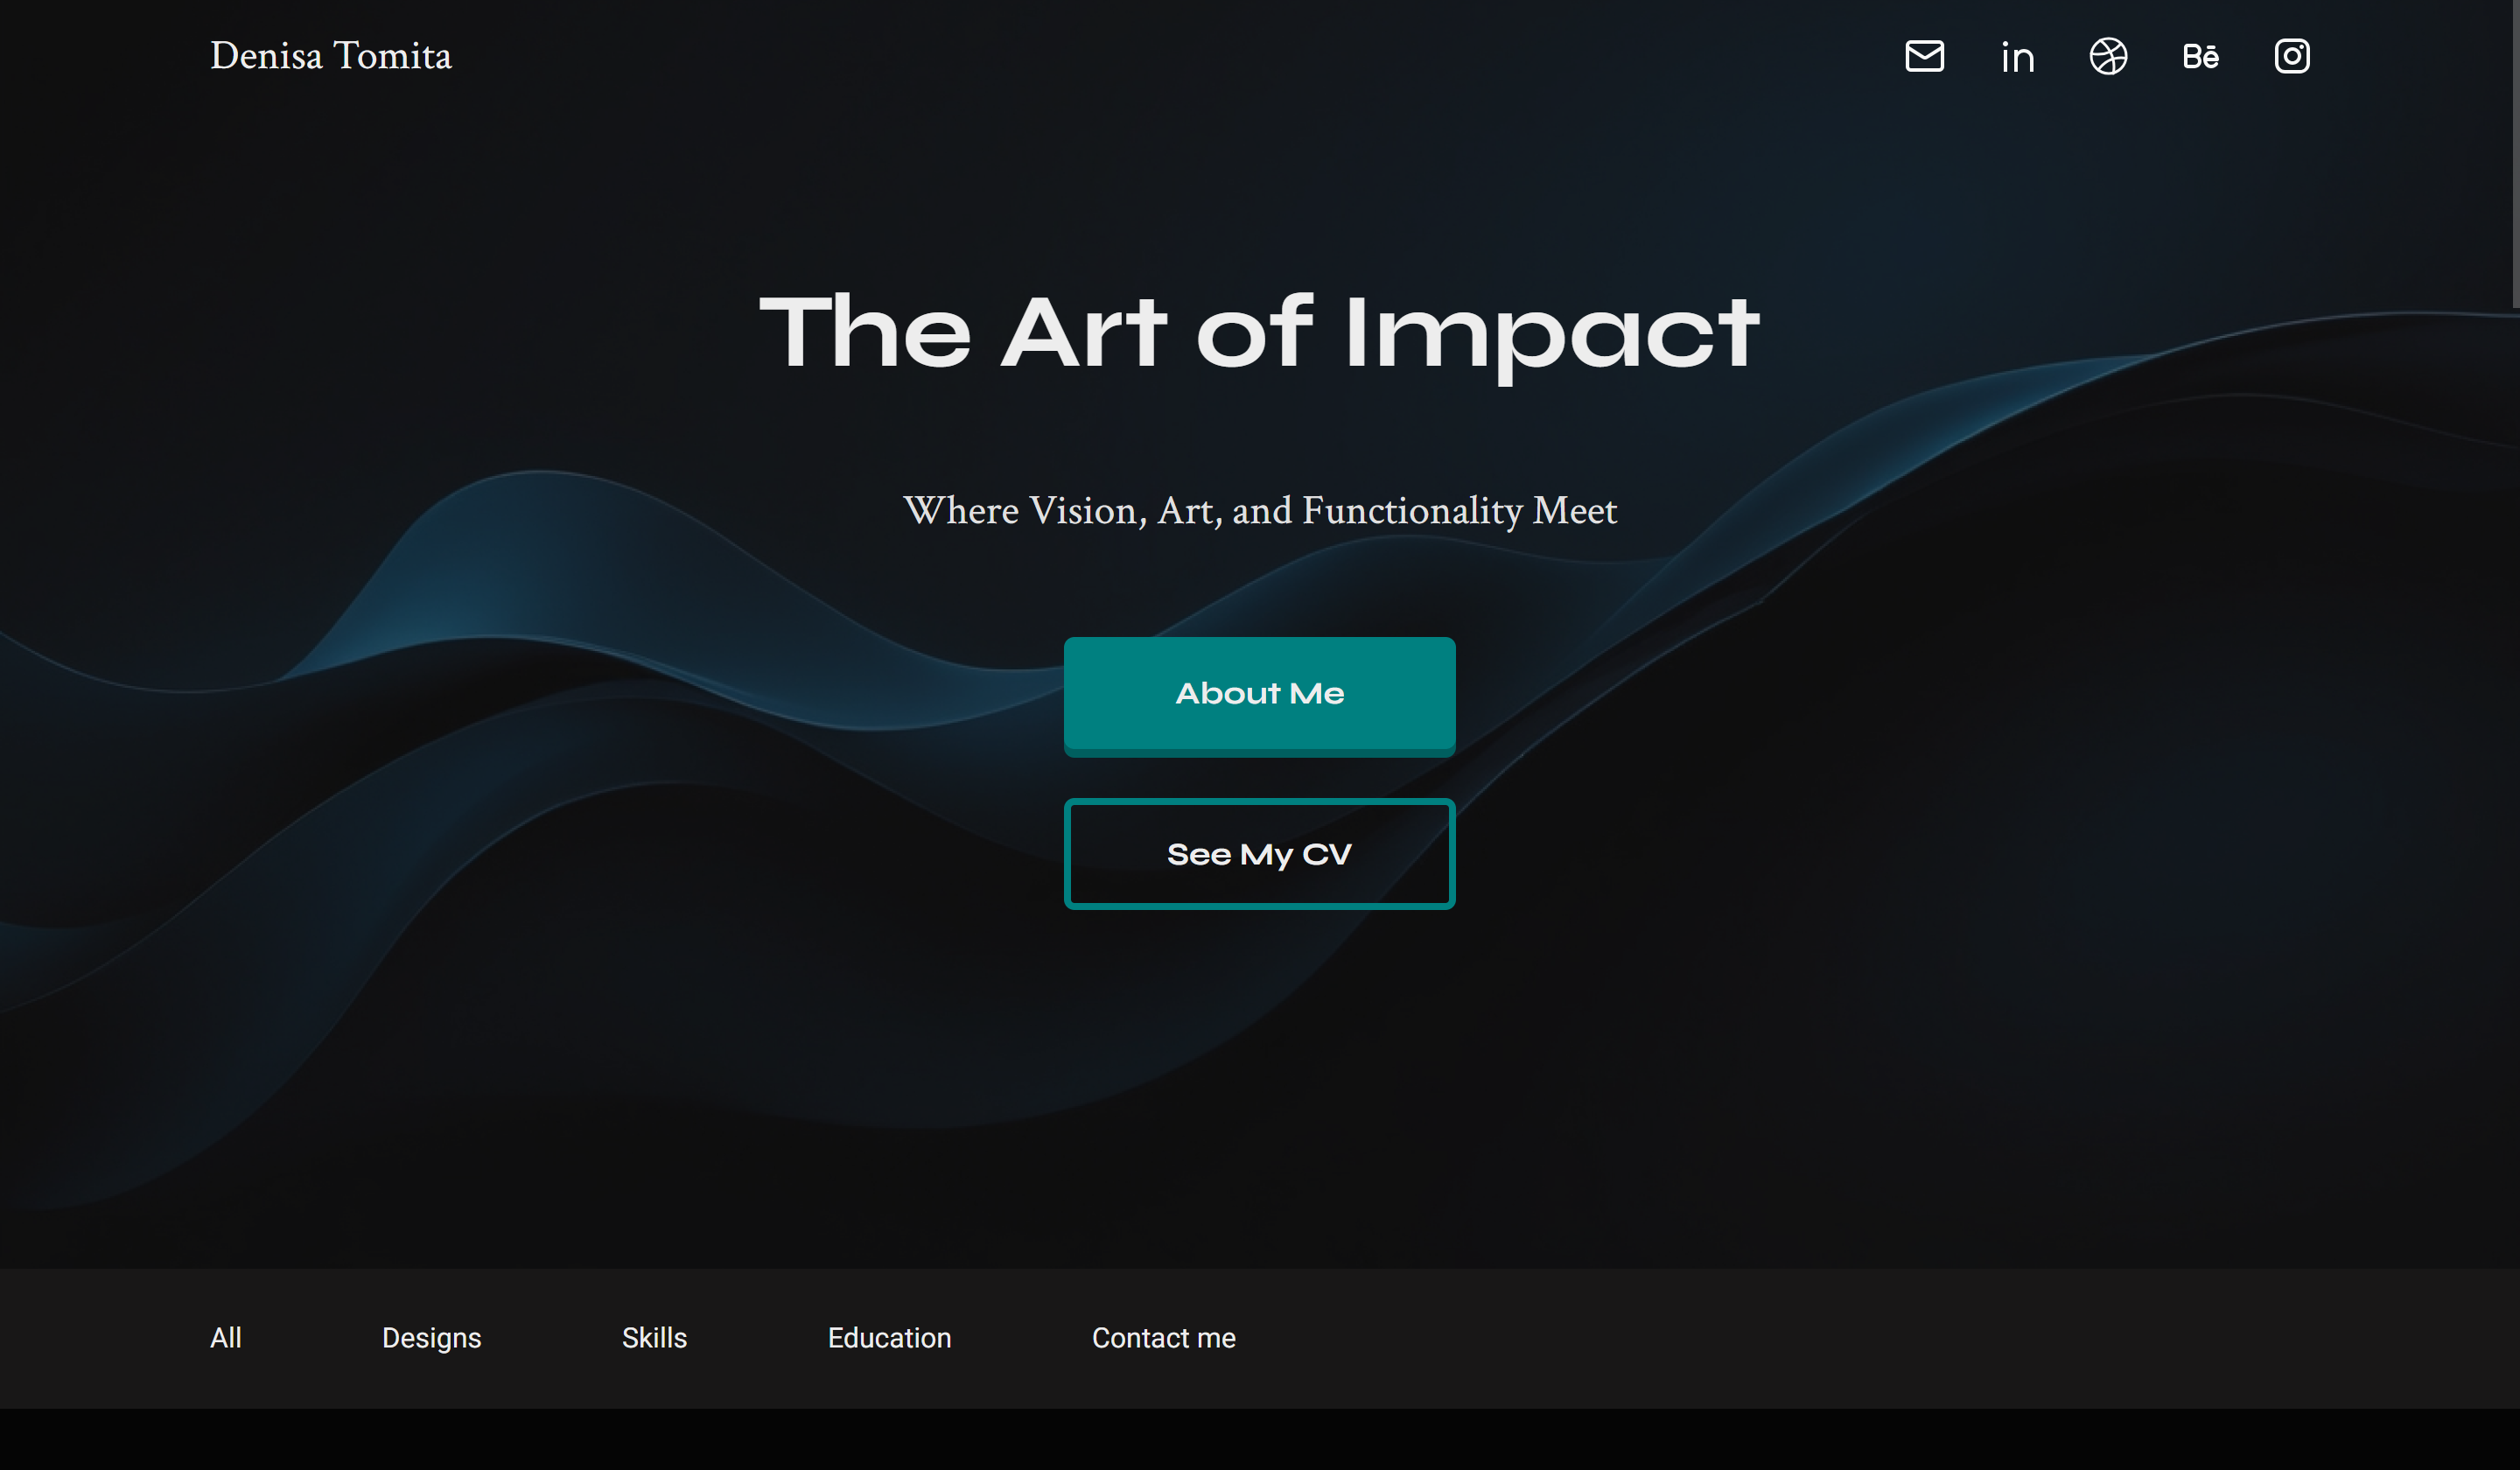 Denisa Tomita
in
Bē
The Art of Impact
Where Vision, Art, and Functionality Meet
About Me
See My CV
All Designs Skills Education Contact me